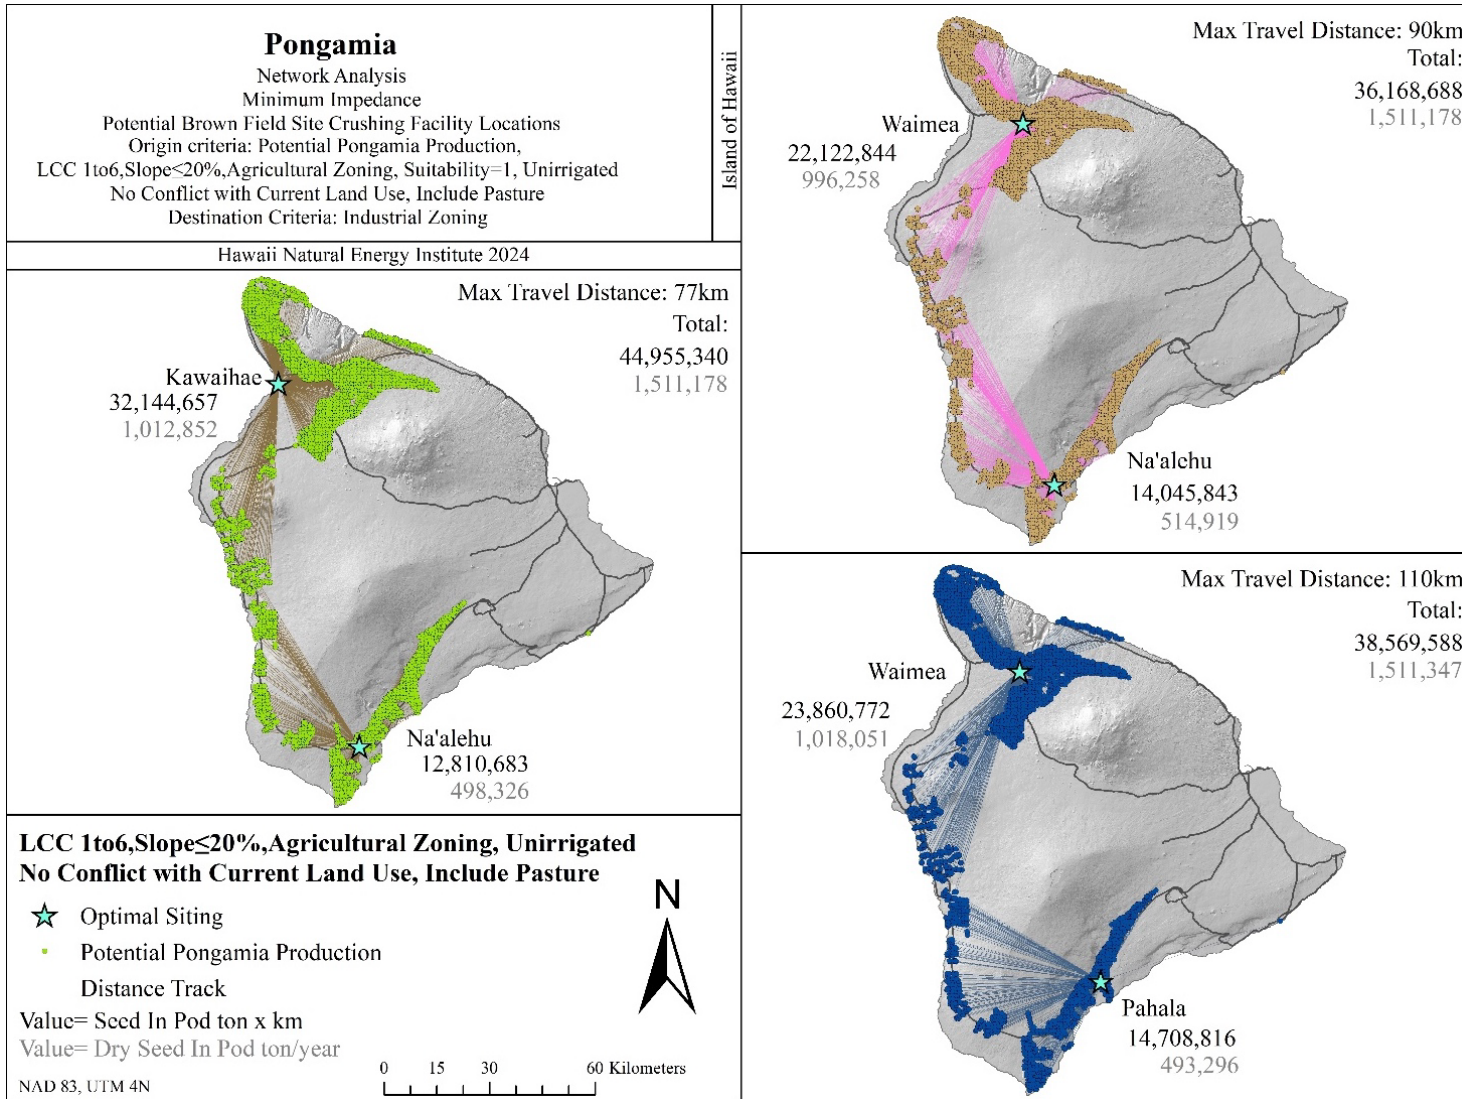 Pongamia
Network Analysis
Minimum Impedance
Potential Brown Field Site Crushing Facility Locations
Origin criteria: Potential Pongamia Production,
LCC 1to6,Slope≤20%,Agricultural Zoning, Suitability=1, Unirrigated
No Conflict with Current Land Use, Include Pasture
Destination Criteria: Industrial Zoning
Island of Hawaii
Hawaii Natural Energy Institute 2024
Max Travel Distance: 77km
Total:
44,955,340
1,511,178
Kawaihae
32,144,657
1,012,852
Na'alehu
12,810,683
498,326
Max Travel Distance: 90km
Total:
36,168,688
1,511,178
Waimea
22,122,844
996,258
Na'alehu
14,045,843
514,919
Max Travel Distance: 110km
Total:
38,569,588
1,511,347
Waimea
23,860,772
1,018,051
Pahala
14,708,816
493,296
LCC 1to6,Slope≤20%,Agricultural Zoning, Unirrigated
No Conflict with Current Land Use, Include Pasture
Optimal Siting
Potential Pongamia Production
Distance Track
Value= Seed In Pod ton x km
Value= Dry Seed In Pod ton/year
NAD 83, UTM 4N
N
0 15 30 60 Kilometers